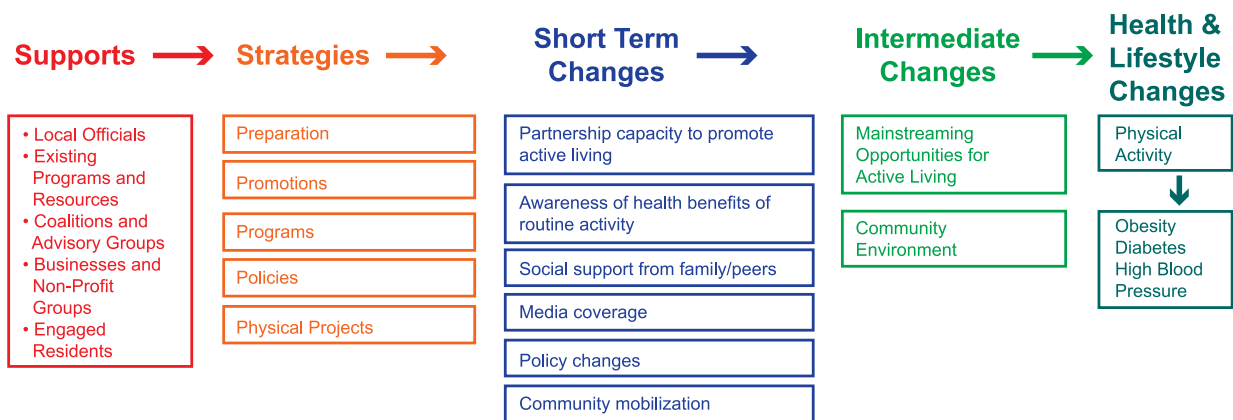 Supports
Strategies
Short Term
Changes
Intermediate
Changes
Health &
Lifestyle
Changes
• Local Officials
• Existing
Programs and
Resources
• Coalitions and
Advisory Groups
• Businesses and
Non-Profit
Groups
• Engaged
Residents
Preparation
Promotions
Programs
Policies
Physical Projects
Partnership capacity to promote
active living
Awareness of health benefits of
routine activity
Social support from family/peers
Media coverage
Policy changes
Community mobilization
Mainstreaming
Opportunities for
Active Living
Community
Environment
Physical
Activity
Obesity
Diabetes
High Blood
Pressure